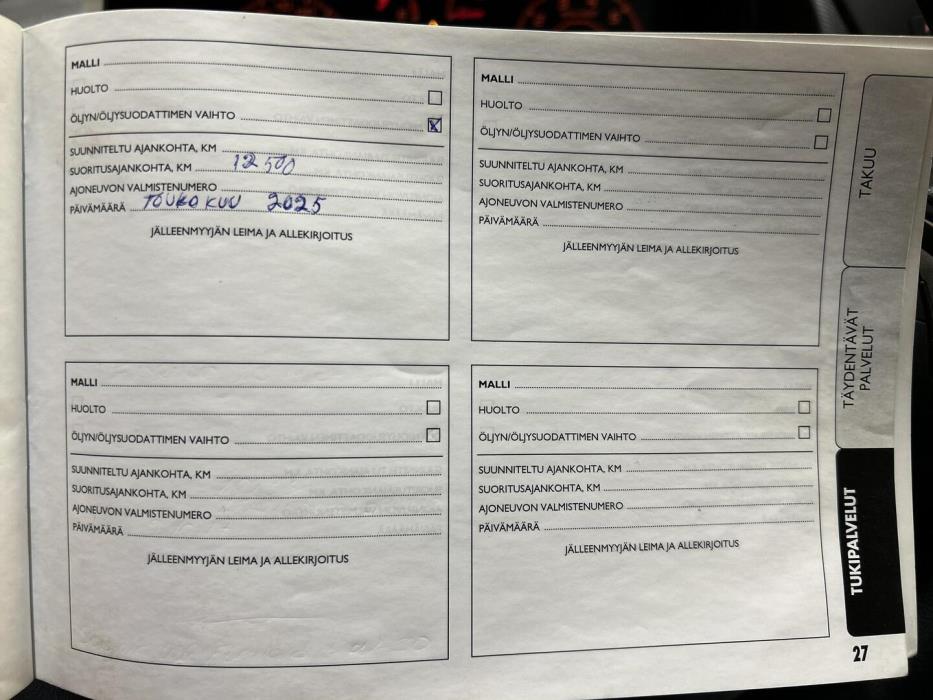 MALLI
HUOLTO
ÖLJYN/ÖLJYSUODATTIMEN VAIHTO
SUUNNITELTU AJANKOHTA, KM
SUORITUSAJANKOHTA, KM 12 500
AJONEUVON VALMISTENUMERO
PÄIVÄMÄÄRÄ TOUKOKUU 2025
JÄLLEENMYYJÄN LEIMA JA ALLEKIRJOITUS
MALLI
HUOLTO
ÖLJYN/ÖLJYSUODATTIMEN VAIHTO
SUUNNITELTU AJANKOHTA, KM
SUORITUSAJANKOHTA, KM
AJONEUVON VALMISTENUMERO
PÄIVÄMÄÄRÄ
JÄLLEENMYYJÄN LEIMA JA ALLEKIRJOITUS
MALLI
HUOLTO
ÖLJYN/ÖLJYSUODATTIMEN VAIHTO
SUUNNITELTU AJANKOHTA, KM
SUORITUSAJANKOHTA, KM
AJONEUVON VALMISTENUMERO
PÄIVÄMÄÄRÄ
JÄLLEENMYYJÄN LEIMA JA ALLEKIRJOITUS
MALLI
HUOLTO
ÖLJYN/ÖLJYSUODATTIMEN VAIHTO
SUUNNITELTU AJANKOHTA, KM
SUORITUSAJANKOHTA, KM
AJONEUVON VALMISTENUMERO
PÄIVÄMÄÄRÄ
JÄLLEENMYYJÄN LEIMA JA ALLEKIRJOITUS
TAKUU
TÄYDENTÄVÄT
PALVELUT
TUKIPALVELUT
27